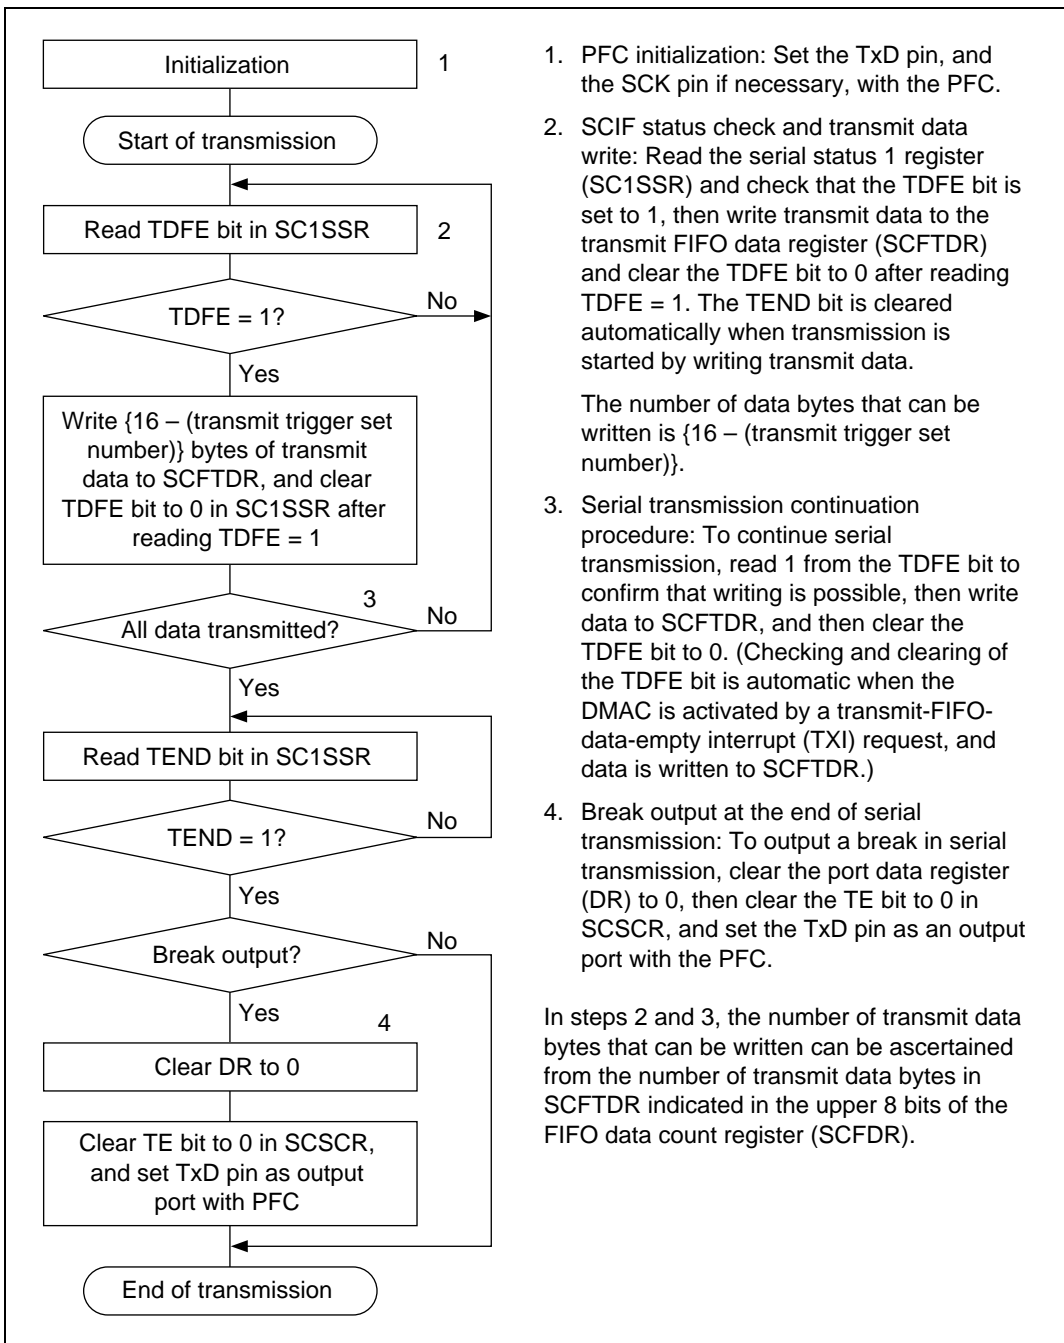 Initialization
1
Start of transmission
Read TDFE bit in SC1SSR
2
TDFE = 1?
No
Yes
Write {16 – (transmit trigger set
number)} bytes of transmit
data to SCFTDR, and clear
TDFE bit to 0 in SC1SSR after
reading TDFE = 1
3
All data transmitted?
No
Yes
Read TEND bit in SC1SSR
TEND = 1?
No
Yes
Break output?
No
Yes
4
Clear DR to 0
Clear TE bit to 0 in SCSCR,
and set TxD pin as output
port with PFC
End of transmission
1. PFC initialization: Set the TxD pin, and
the SCK pin if necessary, with the PFC.
2. SCIF status check and transmit data
write: Read the serial status 1 register
(SC1SSR) and check that the TDFE bit is
set to 1, then write transmit data to the
transmit FIFO data register (SCFTDR)
and clear the TDFE bit to 0 after reading
TDFE = 1. The TEND bit is cleared
automatically when transmission is
started by writing transmit data.
The number of data bytes that can be
written is {16 – (transmit trigger set
number)}.
3. Serial transmission continuation
procedure: To continue serial
transmission, read 1 from the TDFE bit to
confirm that writing is possible, then write
data to SCFTDR, and then clear the
TDFE bit to 0. (Checking and clearing of
the TDFE bit is automatic when the
DMAC is activated by a transmit-FIFO-
data-empty interrupt (TXI) request, and
data is written to SCFTDR.)
4. Break output at the end of serial
transmission: To output a break in serial
transmission, clear the port data register
(DR) to 0, then clear the TE bit to 0 in
SCSCR, and set the TxD pin as an output
port with the PFC.
In steps 2 and 3, the number of transmit data
bytes that can be written can be ascertained
from the number of transmit data bytes in
SCFTDR indicated in the upper 8 bits of the
FIFO data count register (SCFDR).